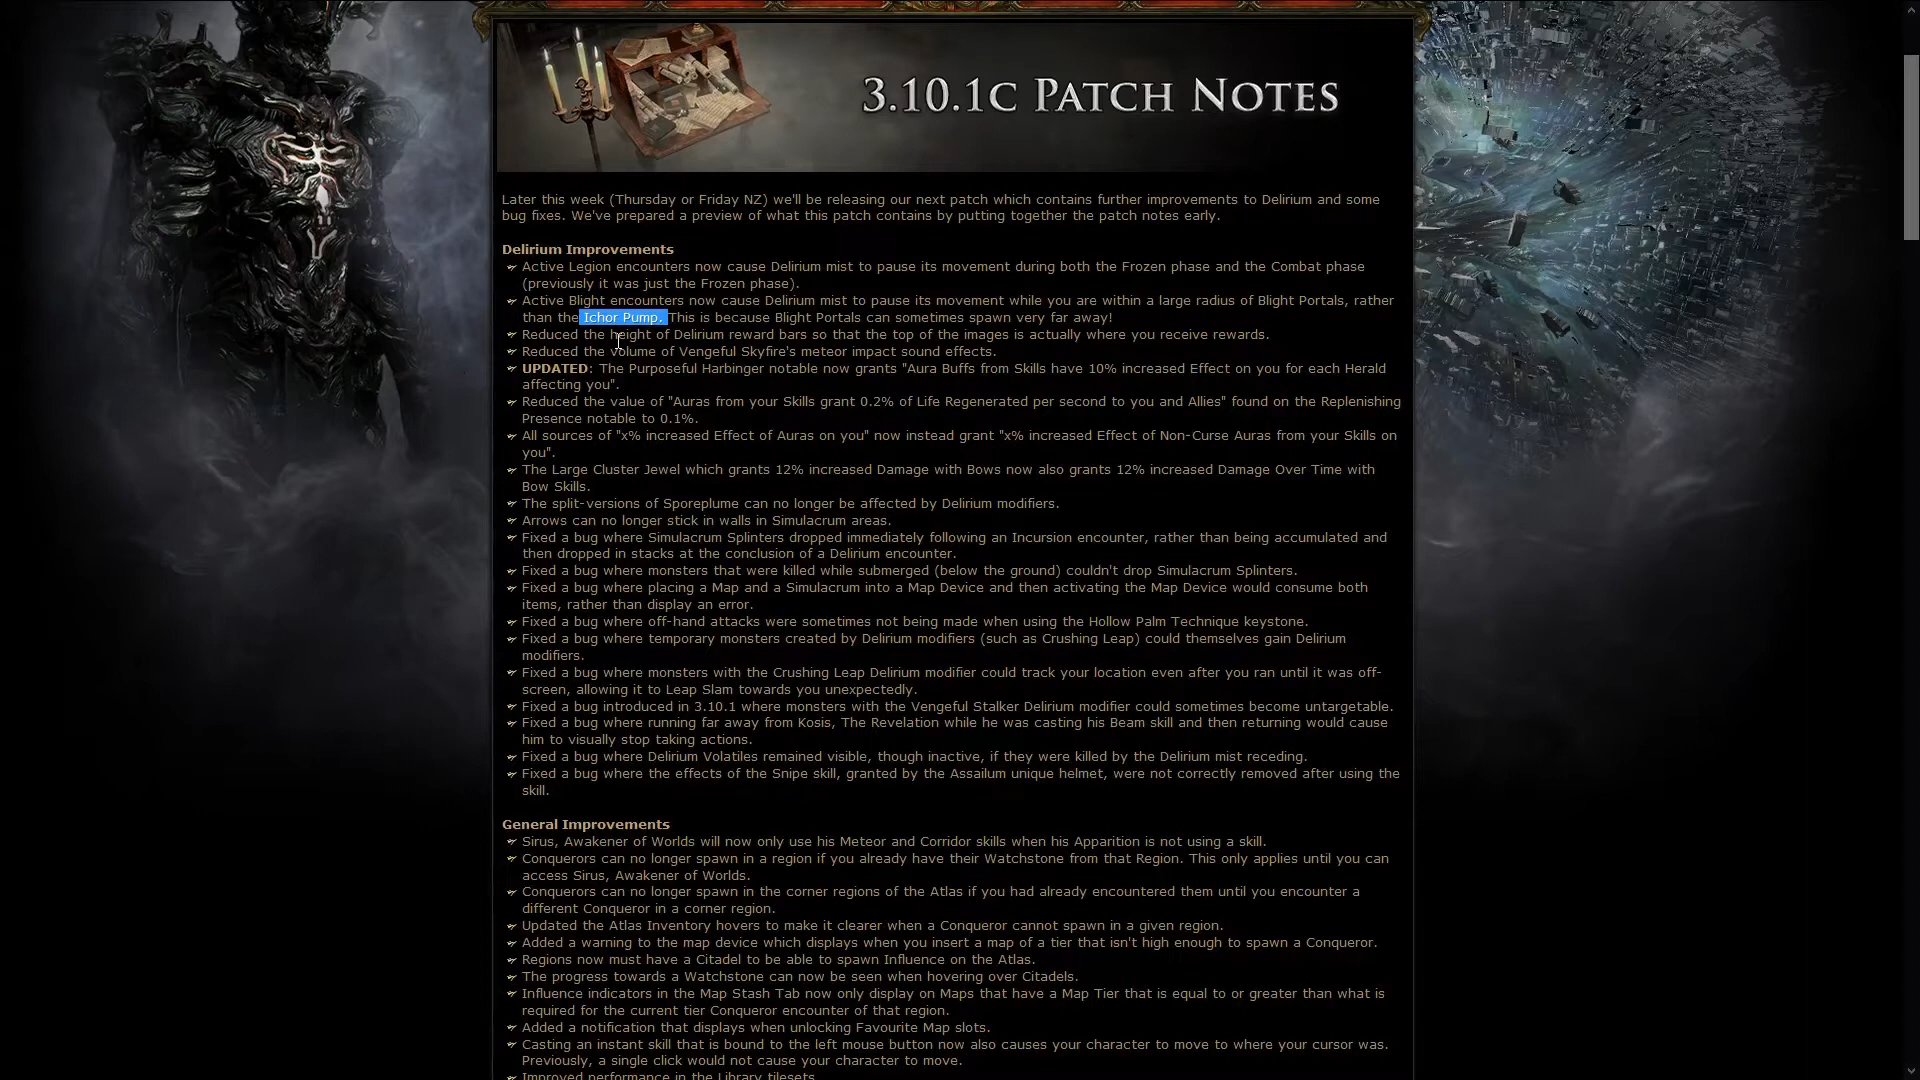 3.10.1c Patch Notes
Later this week (Thursday or Friday NZ) we'll be releasing our next patch which contains further improvements to Delirium and some
bug fixes. We've prepared a preview of what this patch contains by putting together the patch notes early.
Delirium Improvements
Active Legion encounters now cause Delirium mist to pause its movement during both the Frozen phase and the Combat phase
(previously it was just the Frozen phase).
Active Blight encounters now cause Delirium mist to pause its movement while you are within a large radius of Blight Portals, rather
than the Ichor Pump. This is because Blight Portals can sometimes spawn very far away!
Reduced the height of Delirium reward bars so that the top of the images is actually where you receive rewards.
Reduced the volume of Vengeful Skyfire's meteor impact sound effects.
UPDATED: The Purposeful Harbinger notable now grants "Aura Buffs from Skills have 10% increased Effect on you for each Herald
affecting you".
Reduced the value of "Auras from your Skills grant 0.2% of Life Regenerated per second to you and Allies" found on the Replenishing
Presence notable to 0.1%.
All sources of "x% increased Effect of Auras on you" now instead grant "x% increased Effect of Non-Curse Auras from your Skills on
you".
The Large Cluster Jewel which grants 12% increased Damage with Bows now also grants 12% increased Damage Over Time with
Bow Skills.
The split-versions of Sporeplume can no longer be affected by Delirium modifiers.
Arrows can no longer stick in walls in Simulacrum areas.
Fixed a bug where Simulacrum Splinters dropped immediately following an Incursion encounter, rather than being accumulated and
then dropped in stacks at the conclusion of a Delirium encounter.
Fixed a bug where monsters that were killed while submerged (below the ground) couldn't drop Simulacrum Splinters.
Fixed a bug where placing a Map and a Simulacrum into a Map Device and then activating the Map Device would consume both
items, rather than display an error.
Fixed a bug where off-hand attacks were sometimes not being made when using the Hollow Palm Technique keystone.
Fixed a bug where temporary monsters created by Delirium modifiers (such as Crushing Leap) could themselves gain Delirium
modifiers.
Fixed a bug where monsters with the Crushing Leap Delirium modifier could track your location even after you ran until it was off-
screen, allowing it to Leap Slam towards you unexpectedly.
Fixed a bug introduced in 3.10.1 where monsters with the Vengeful Stalker Delirium modifier could sometimes become untargetable.
Fixed a bug where running far away from Kosis, The Revelation while he was casting his Beam skill and then returning would cause
him to visually stop taking actions.
Fixed a bug where Delirium Volatiles remained visible, though inactive, if they were killed by the Delirium mist receding.
Fixed a bug where the effects of the Snipe skill, granted by the Assailum unique helmet, were not correctly removed after using the
skill.
General Improvements
Sirus, Awakener of Worlds will now only use his Meteor and Corridor skills when his Apparition is not using a skill.
Conquerors can no longer spawn in a region if you already have their Watchstone from that Region. This only applies until you can
access Sirus, Awakener of Worlds.
Conquerors can no longer spawn in the corner regions of the Atlas if you had already encountered them until you encounter a
different Conqueror in a corner region.
Updated the Atlas Inventory hovers to make it clearer when a Conqueror cannot spawn in a given region.
Added a warning to the map device which displays when you insert a map of a tier that isn't high enough to spawn a Conqueror.
Regions now must have a Citadel to be able to spawn Influence on the Atlas.
The progress towards a Watchstone can now be seen when hovering over Citadels.
Influence indicators in the Map Stash Tab now only display on Maps that have a Map Tier that is equal to or greater than what is
required for the current tier Conqueror encounter of that region.
Added a notification that displays when unlocking Favourite Map slots.
Casting an instant skill that is bound to the left mouse button now also causes your character to move to where your cursor was.
Previously, a single click would not cause your character to move.
Improved performance in the Library tilesets.